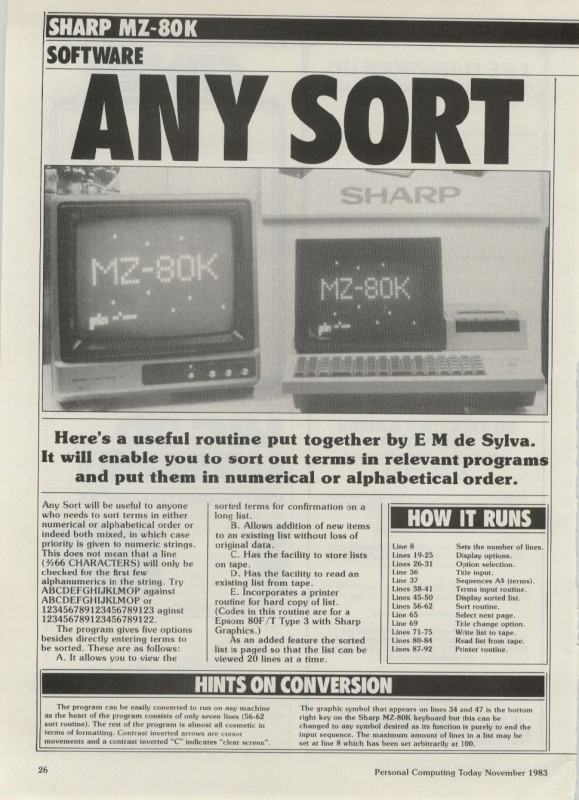 SHARP MZ-80K
SOFTWARE
ANY SORT
SHARP
MZ-80K
MZ-80K
Here's a useful routine put together by E M de Sylva.
It will enable you to sort out terms in relevant programs
and put them in numerical or alphabetical order.
Any Sort will be useful to anyone
who needs to sort terms in either
numerical or alphabetical order or
indeed both mixed, in which case
priority is given to numeric strings.
This does not mean that a line
CHARACTERS) will only be
checked for the first few
alphanumerics in the string. Try
ABCDEFGHIJKLMOP against
ABCDEFGHIJKLMOP or
123456789123456789123 aginst
123456789123456789122.
The program gives five options
besides directly entering terms to
be sorted. These are as follows:
A. It allows you to view the
sorted terms for confirmation on a
long list.
B. Allows addition of new items
to an existing list without loss of
original data.
C. Has the facility to store lists
on tape.
D. Has the facility to read an
existing list from tape.
E. Incorporates a printer
routine for hard copy of list.
(Codes in this routine are for a
Epsom 80F/T Type 3 with Sharp
Graphics.)
As an added feature the sorted
list is paged so that the list can be
viewed 20 lines at a time.
HOW IT RUNS
Line 8 Sets the number of lines.
Lines 19-25 Display options.
Lines 26-31 Option selection.
Line 36 Title input.
Line 37 Sequences A$ (terms).
Lines 38-41 Terms input routine.
Lines 45-50 Display sorted list.
Lines 56-62 Sort routine.
Line 65 Select next page.
Line 69 Title change option.
Lines 71-75 Write list to tape.
Lines 80-84 Read list from tape.
Lines 87-92 Printer routine.
HINTS ON CONVERSION
The program can be easily converted to run on any machine
as the heart of the program consists of only seven lines (56-62
sort routine). The rest of the program is almost all cosmetic in
terms of formatting. Contrast inverted arrows are cursor
movements and a contrast inverted "C" indicates "clear screen".
The graphic symbol that appears on lines 34 and 47 is the bottom
right key on the Sharp MZ-80K keyboard but this can be
changed to any symbol desired as its function is purely to end the
input sequence. The maximum amount of lines in a list may be
set at line 8 which has been set arbitrarily at 100.
26
Personal Computing Today November 1983